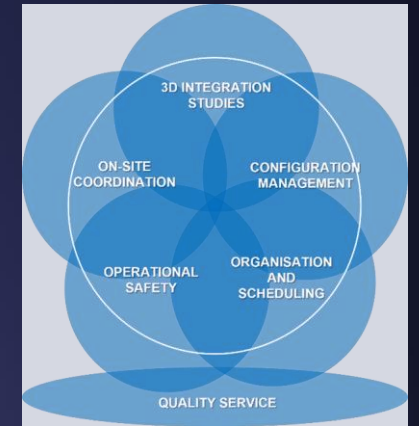 3D INTEGRATION
STUDIES
ON-SITE
COORDINATION
CONFIGURATION
MANAGEMENT
OPERATIONAL
SAFETY
ORGANISATION
AND
SCHEDULING
QUALITY SERVICE